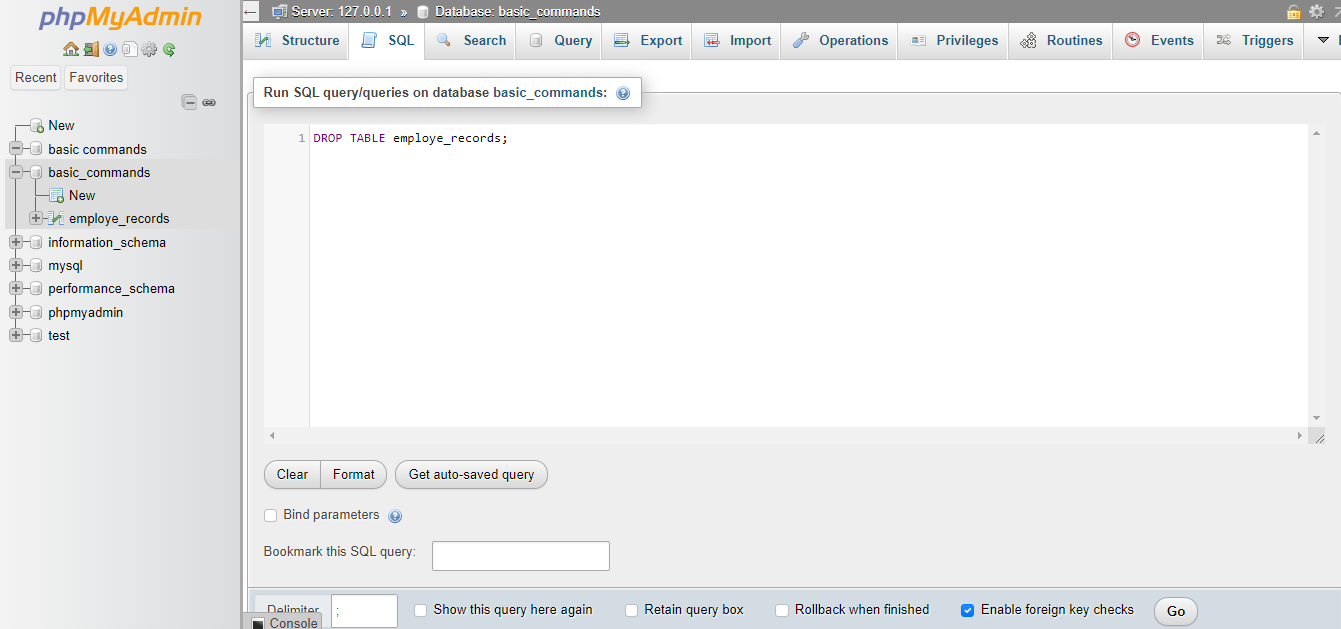 phpMyAdmin
Recent Favorites
New
basic commands
basic_commands
New
employe_records
information_schema
mysql
performance_schema
phpmyadmin
test
Server: 127.0.0.1 » Database: basic_commands
Structure SQL Search Query Export Import Operations Privileges Routines Events Triggers
Run SQL query/queries on database basic_commands:
1 DROP TABLE employe_records;
Clear Format Get auto-saved query
Bind parameters
Bookmark this SQL query:
Delimiter ; Show this query here again Retain query box Rollback when finished Enable foreign key checks Go
Console